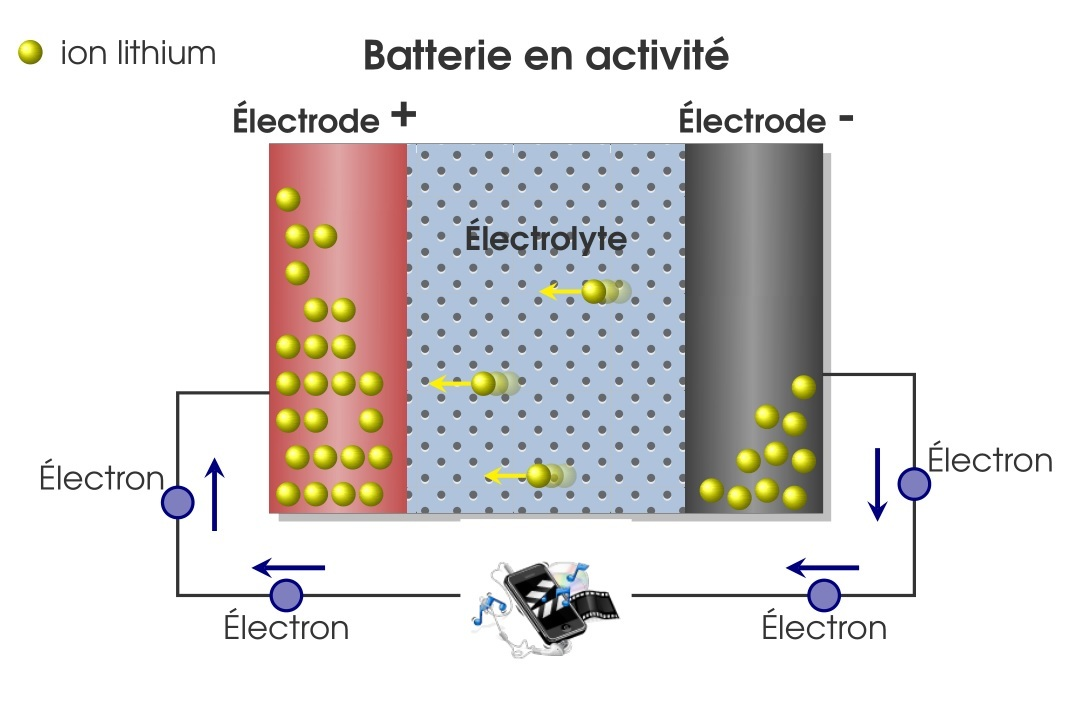 ion lithium
Batterie en activité
Électrode +
Électrode -
Électrolyte
Électron
Électron
Électron
Électron